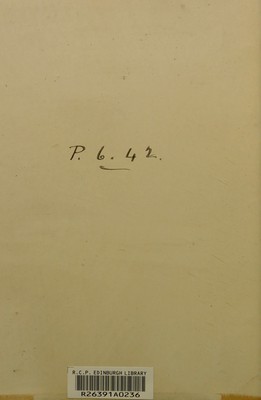 P. 6. 42.
R.C.P. EDINBURGH LIBRARY
R26391A0236